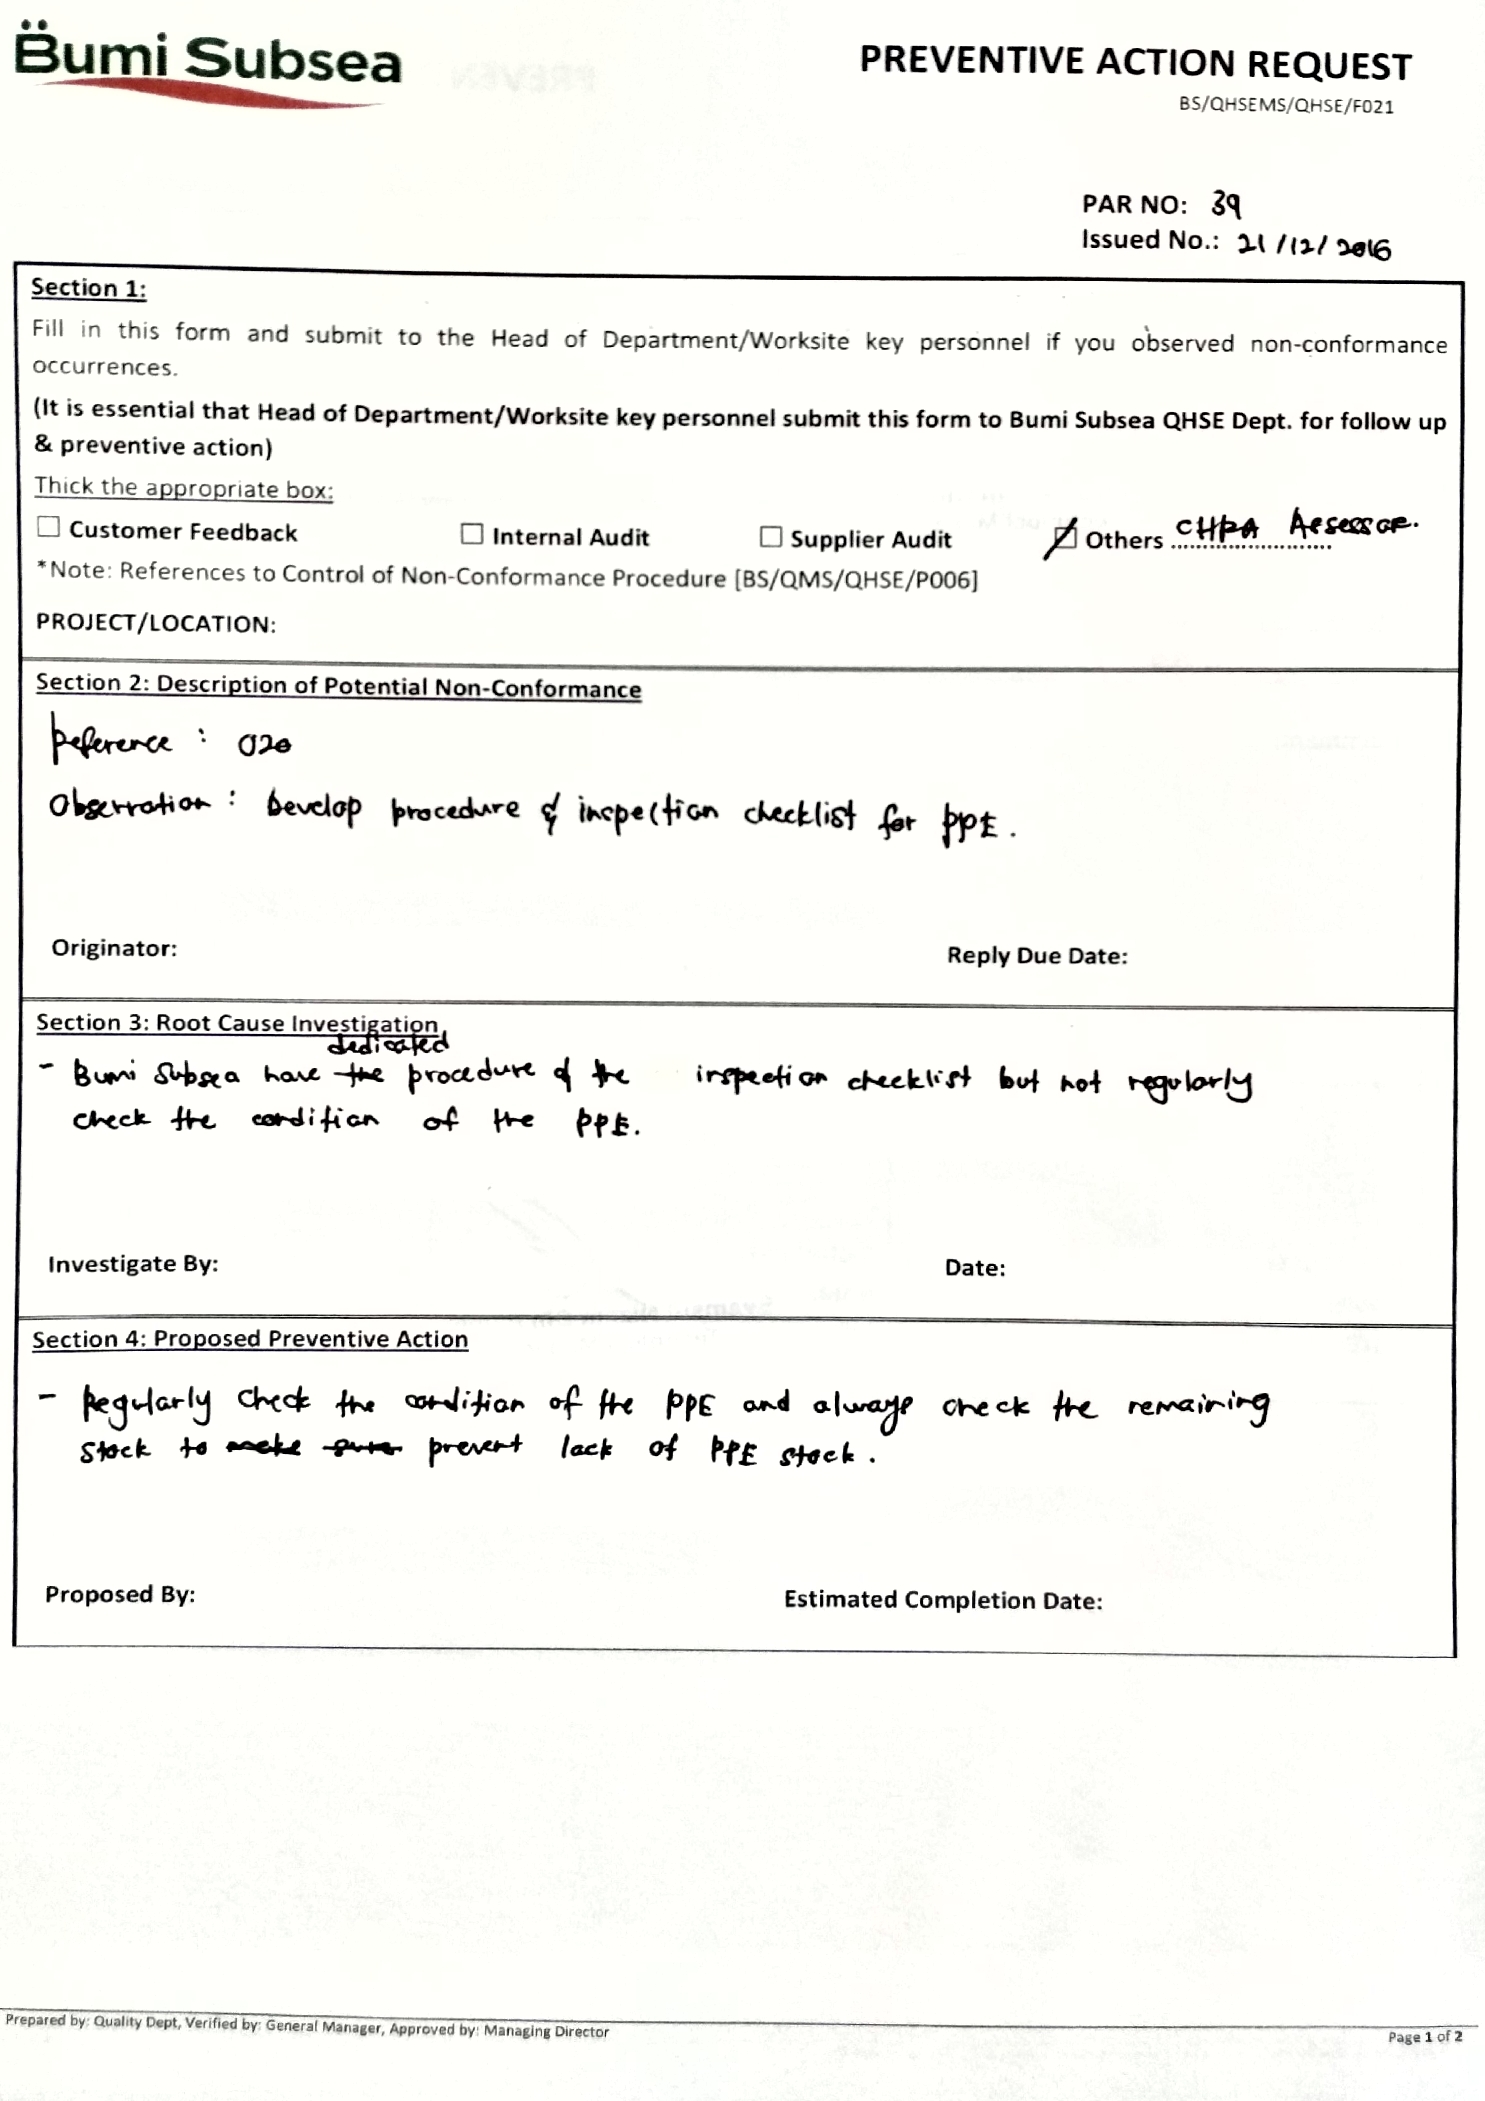 Bumi Subsea
PREVENTIVE ACTION REQUEST
BS/QHSEMS/QHSE/F021
PAR NO: 39
Issued No.: 21/12/2016
Section 1:
Fill in this form and submit to the Head of Department/Worksite key personnel if you observed non-conformance
occurrences.
(It is essential that Head of Department/Worksite key personnel submit this form to Bumi Subsea QHSE Dept. for follow up
& preventive action)
Thick the appropriate box:
☐ Customer Feedback ☐ Internal Audit ☐ Supplier Audit ☑ Others CHRA Assessor.
*Note: References to Control of Non-Conformance Procedure [BS/QMS/QHSE/P006]
PROJECT/LOCATION:
Section 2: Description of Potential Non-Conformance
Reference : 020
Observation : Develop procedure & inspection checklist for PPE.
Originator: Reply Due Date:
Section 3: Root Cause Investigation
dedicated
- Bumi Subsea have the procedure & the inspection checklist but not regularly
check the condition of the PPE.
Investigate By: Date:
Section 4: Proposed Preventive Action
- Regularly check the condition of the PPE and always check the remaining
stock to make sure prevent lack of PPE stock.
Proposed By: Estimated Completion Date:
Prepared by: Quality Dept, Verified by: General Manager, Approved by: Managing Director
Page 1 of 2